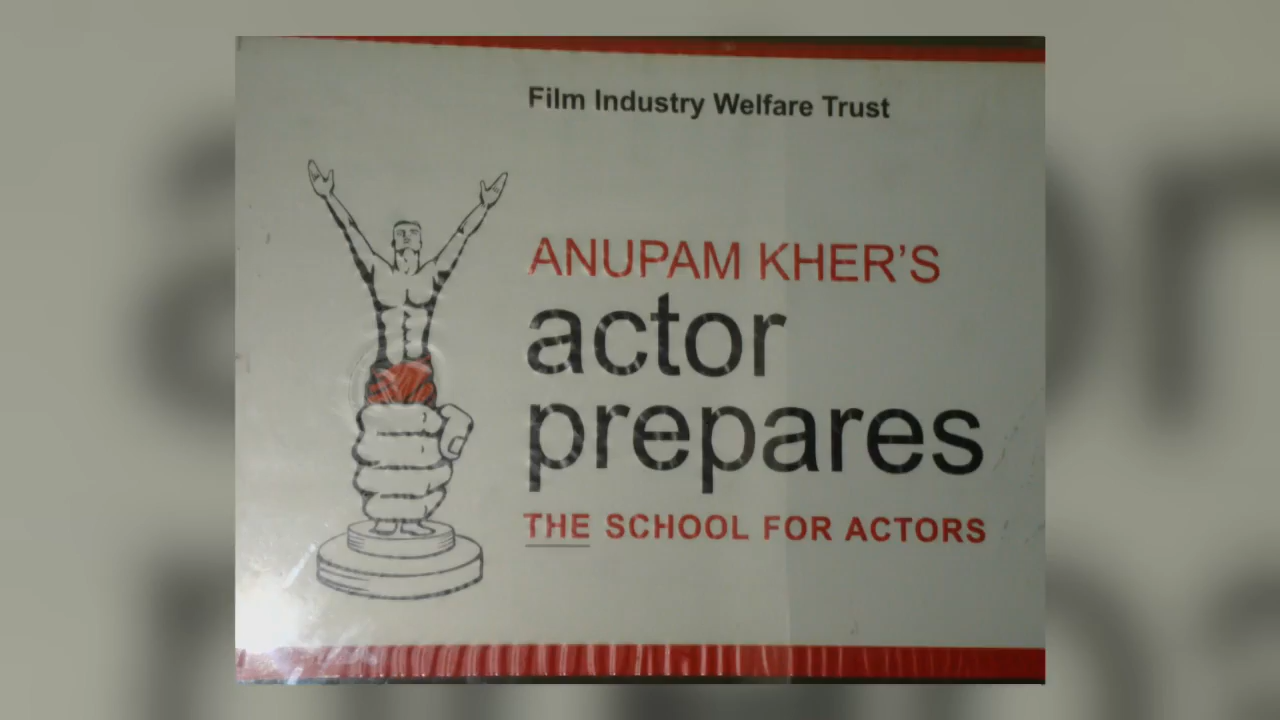 Film Industry Welfare Trust
ANUPAM KHER'S
actor
prepares
THE SCHOOL FOR ACTORS